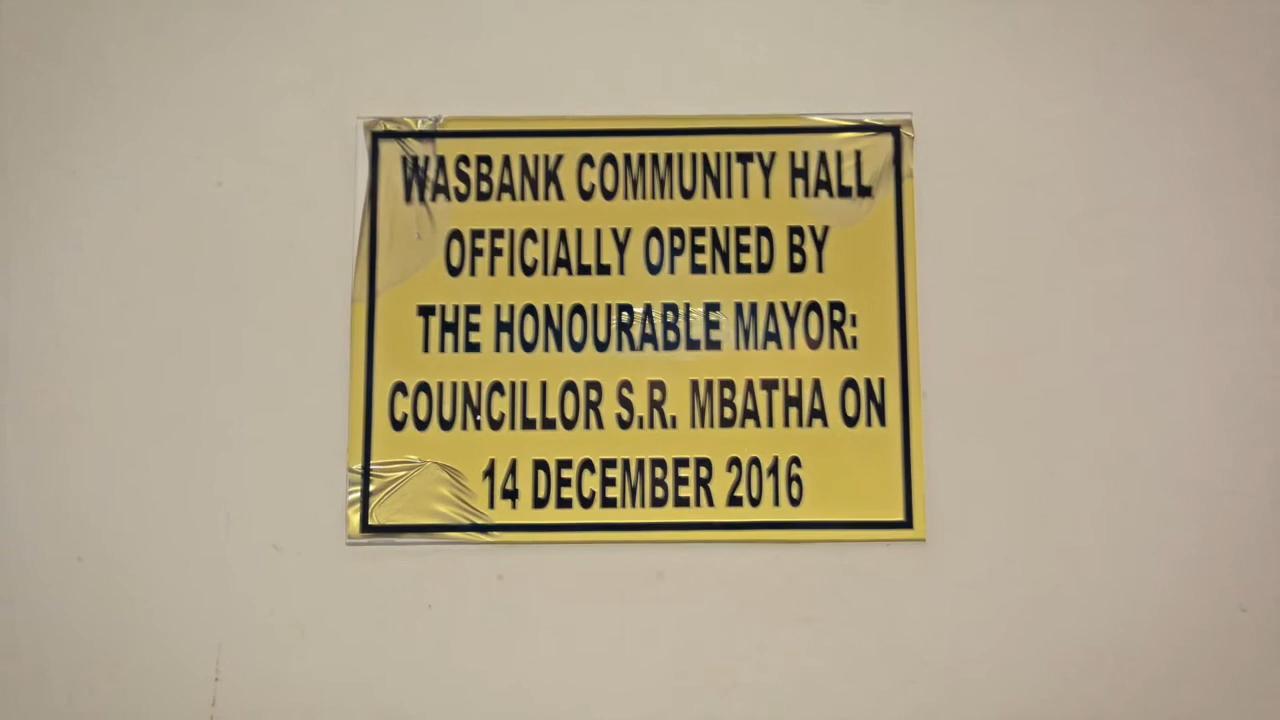 WASBANK COMMUNITY HALL
OFFICIALLY OPENED BY
THE HONOURABLE MAYOR:
COUNCILLOR S.R. MBATHA ON
14 DECEMBER 2016